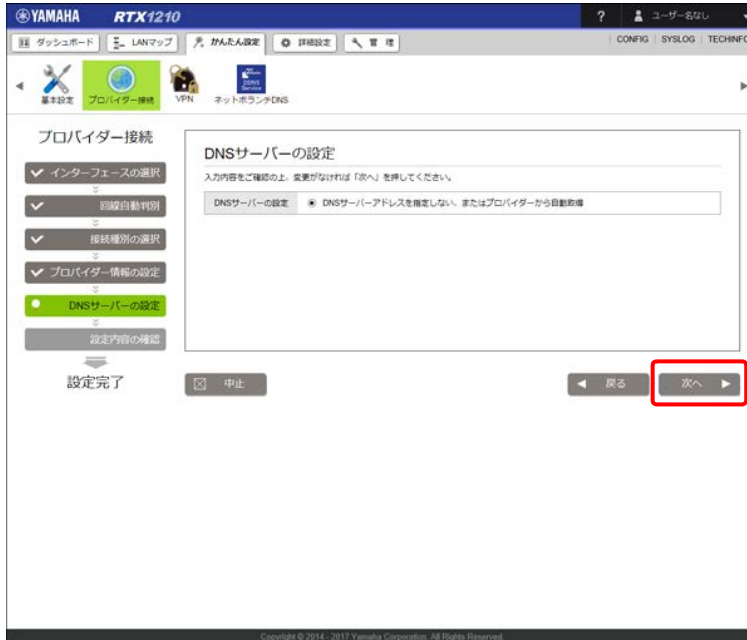 YAMAHA RTX1210 ? ユーザー名なし
ダッシュボード LANマップ かんたん設定 詳細設定 管理 CONFIG SYSLOG TECHINFO
基本設定 プロバイダー接続 VPN ネットボランチDNS
DDNS
Service
プロバイダー接続
インターフェースの選択
回線自動判別
接続種別の選択
プロバイダー情報の設定
DNSサーバーの設定
設定内容の確認
設定完了
DNSサーバーの設定
入力内容をご確認の上、変更がなければ「次へ」を押してください。
DNSサーバーの設定 DNSサーバーアドレスを指定しない、またはプロバイダーから自動取得
中止 戻る 次へ
Copyright © 2014 - 2017 Yamaha Corporation. All Rights Reserved.